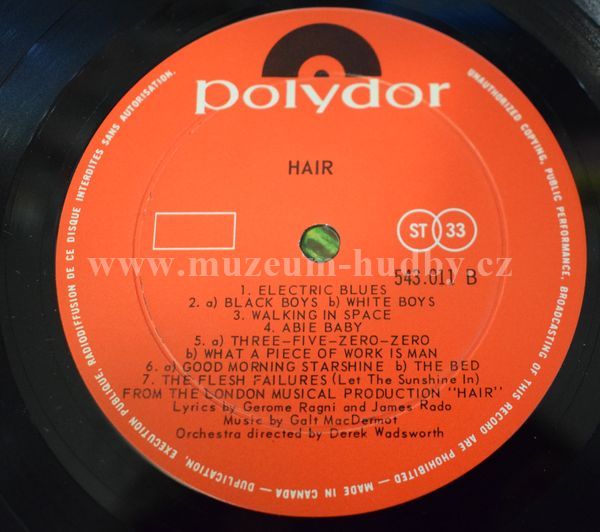 polydor
HAIR
ST 33
543.011 B
1. ELECTRIC BLUES
2. a) BLACK BOYS b) WHITE BOYS
3. WALKING IN SPACE
4. ABIE BABY
5. a) THREE-FIVE-ZERO-ZERO
b) WHAT A PIECE OF WORK IS MAN
6. a) GOOD MORNING STARSHINE b) THE BED
7. THE FLESH FAILURES (Let The Sunshine In)
FROM THE LONDON MUSICAL PRODUCTION "HAIR"
Lyrics by Gerome Ragni and James Rado
Music by Galt MacDermot
Orchestra directed by Derek Wadsworth
UNAUTHORIZED COPYING, PUBLIC PERFORMANCE, BROADCASTING OF THIS RECORD ARE PROHIBITED — MADE IN CANADA — DUPLICATION, EXECUTION PUBLIQUE, RADIODIFFUSION DE CE DISQUE INTERDITES SANS AUTORISATION.
www.muzeum-hudby.cz